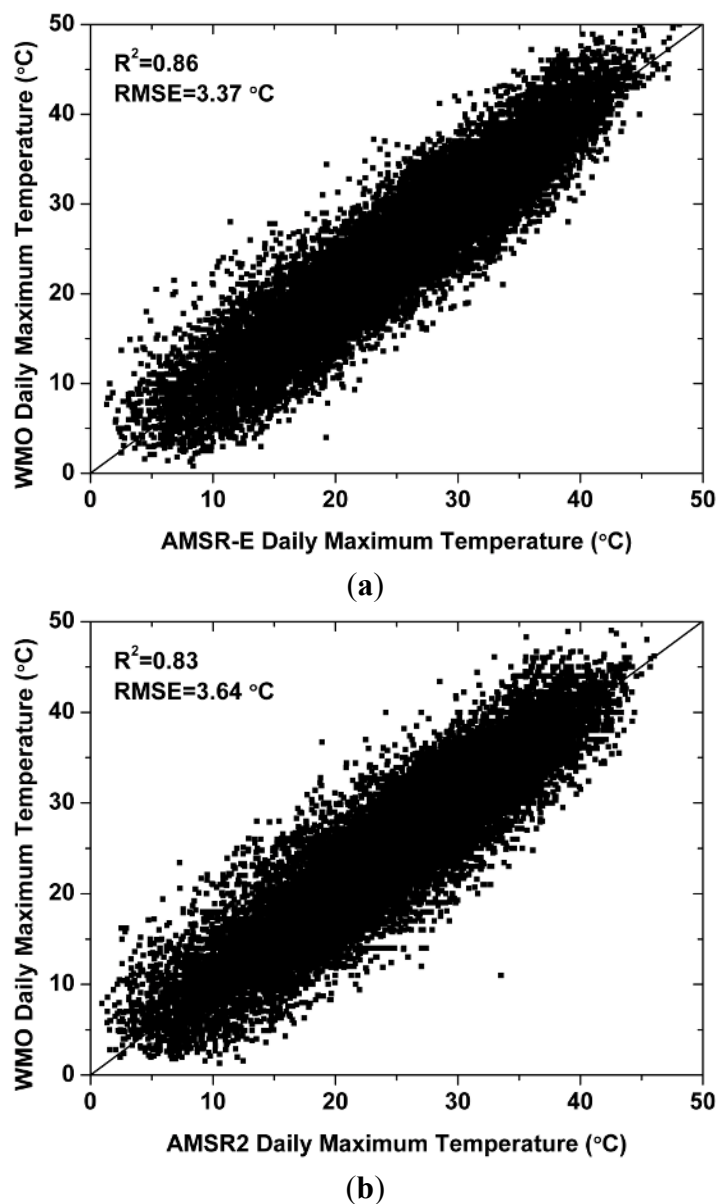 50
40
30
20
10
0
WMO Daily Maximum Temperature (°C)
R²=0.86
RMSE=3.37 °C
0 10 20 30 40 50
AMSR-E Daily Maximum Temperature (°C)
(a)
50
40
30
20
10
0
WMO Daily Maximum Temperature (°C)
R²=0.83
RMSE=3.64 °C
0 10 20 30 40 50
AMSR2 Daily Maximum Temperature (°C)
(b)